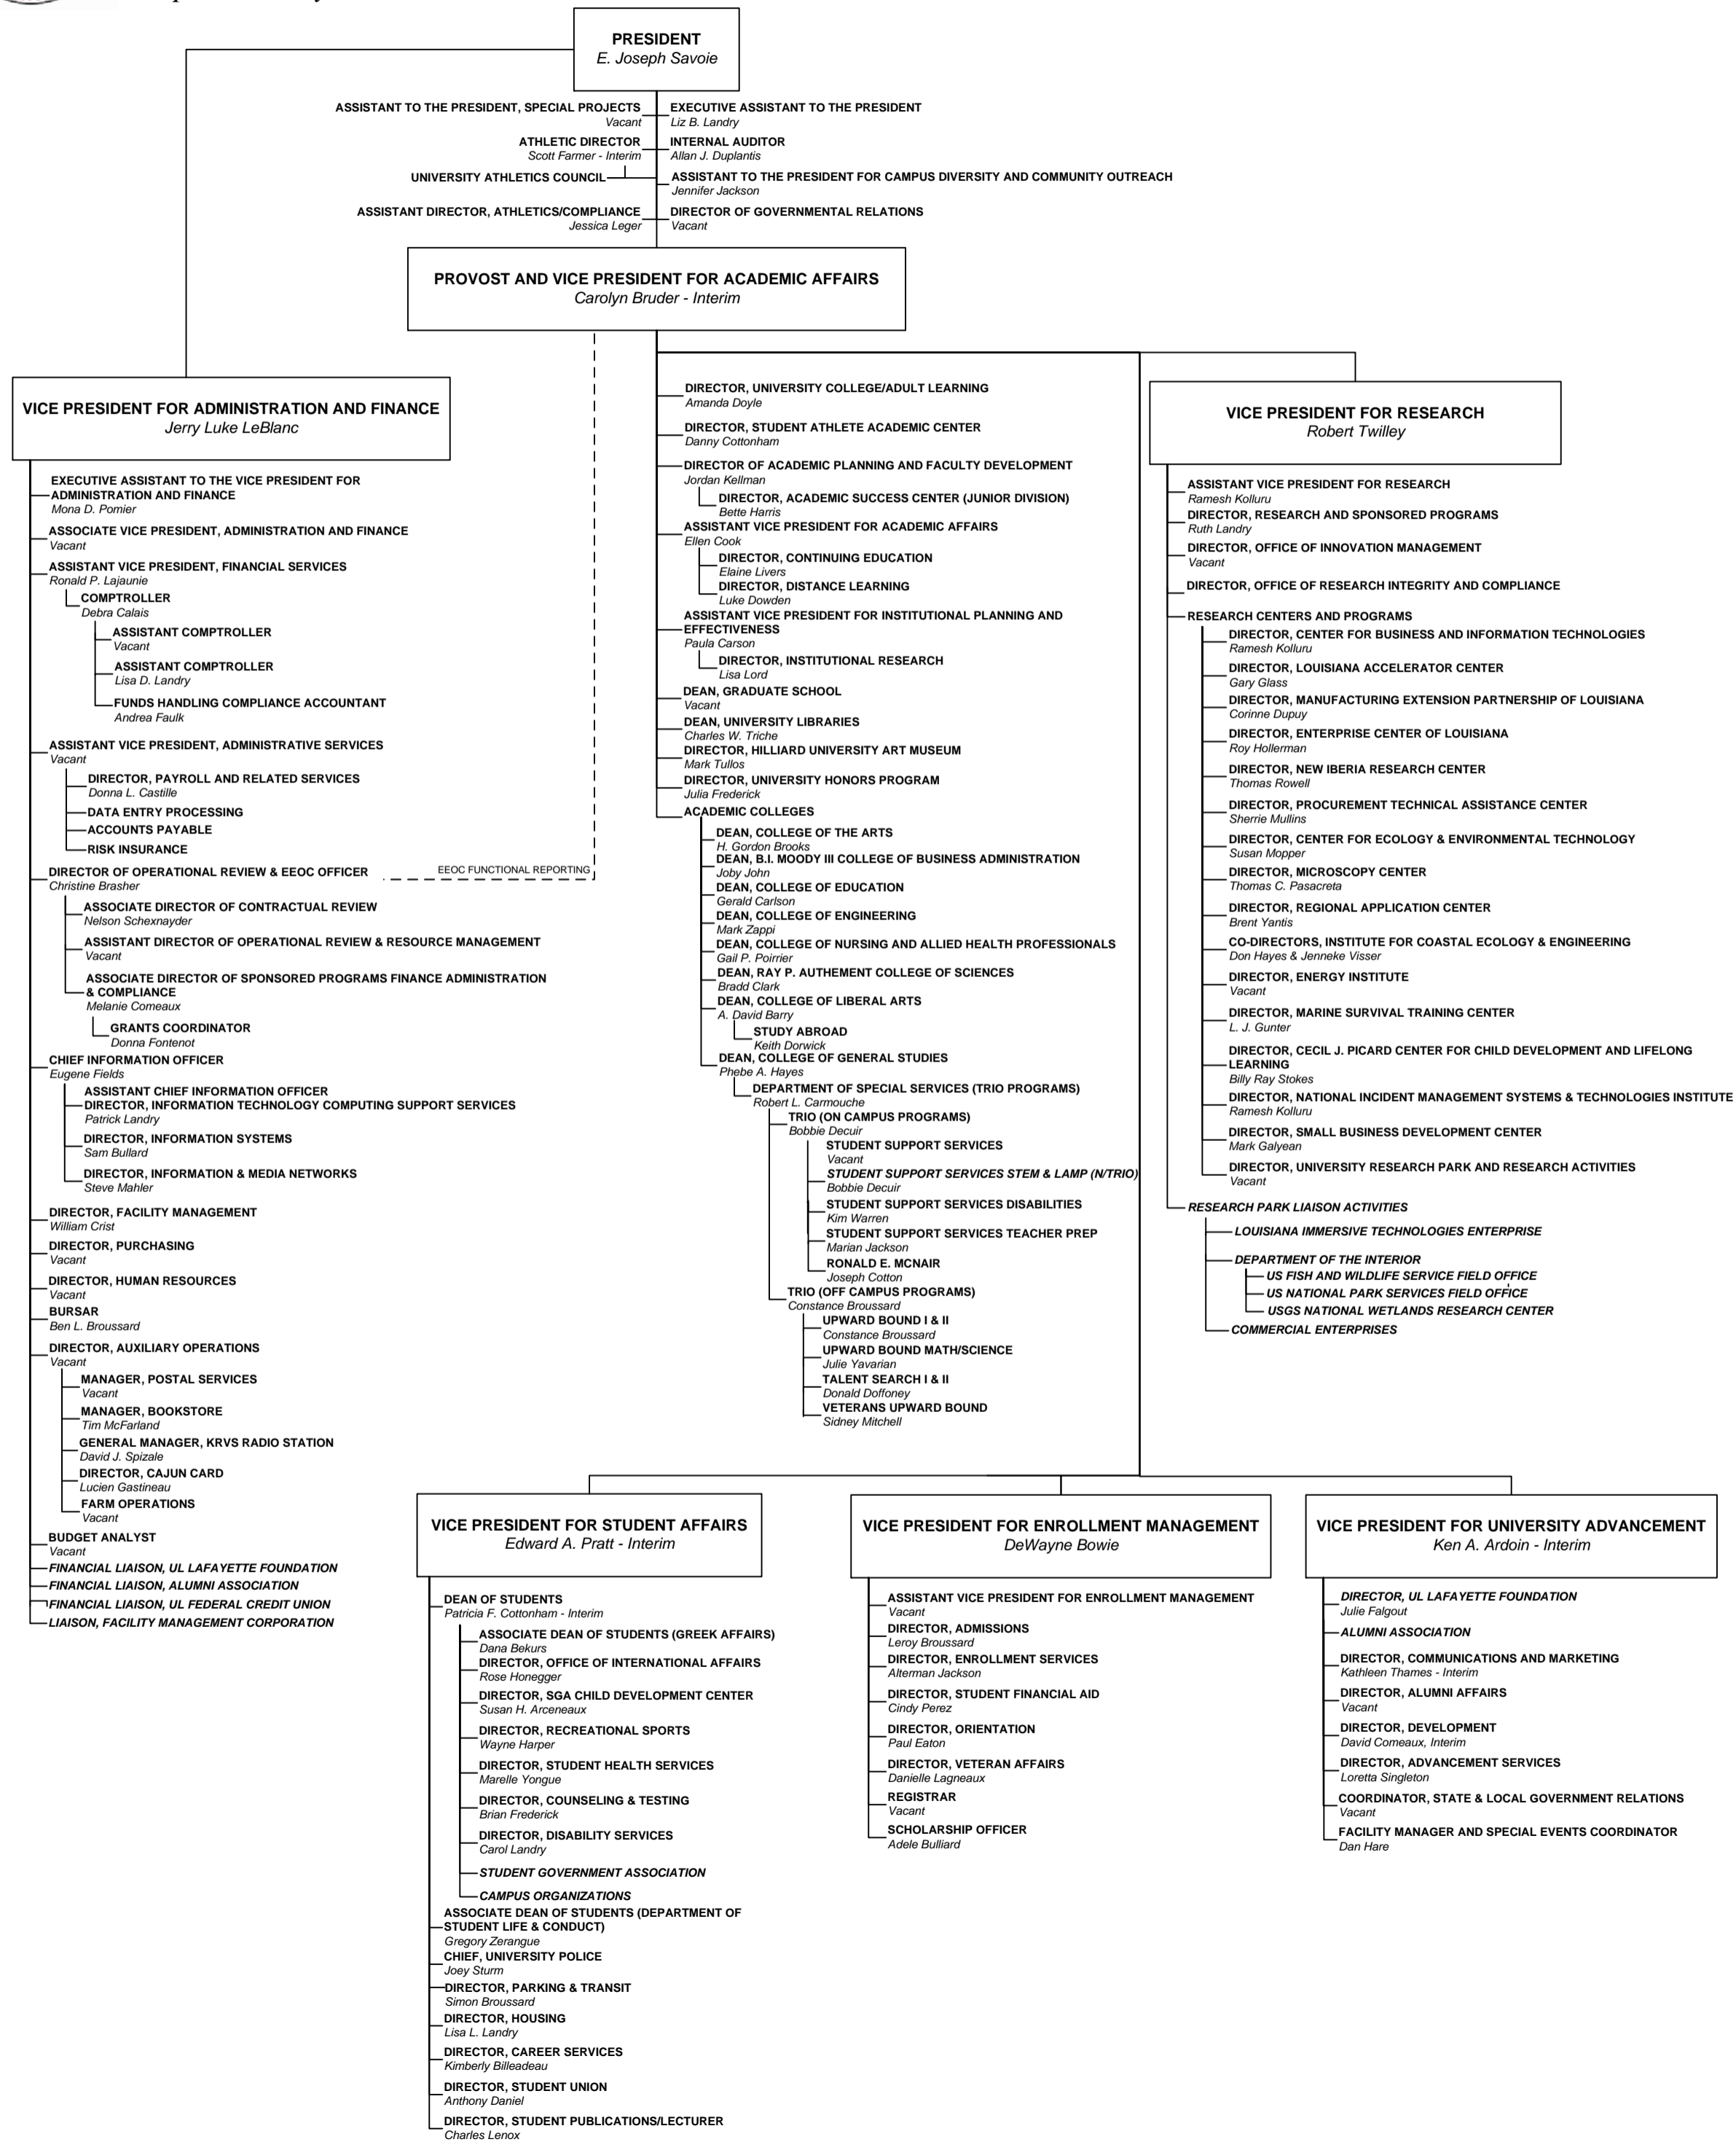 PRESIDENT
E. Joseph Savoie
ASSISTANT TO THE PRESIDENT, SPECIAL PROJECTS
Vacant
EXECUTIVE ASSISTANT TO THE PRESIDENT
Liz B. Landry
ATHLETIC DIRECTOR
Scott Farmer - Interim
INTERNAL AUDITOR
Allan J. Duplantis
UNIVERSITY ATHLETICS COUNCIL
ASSISTANT TO THE PRESIDENT FOR CAMPUS DIVERSITY AND COMMUNITY OUTREACH
Jennifer Jackson
ASSISTANT DIRECTOR, ATHLETICS/COMPLIANCE
Jessica Leger
DIRECTOR OF GOVERNMENTAL RELATIONS
Vacant
PROVOST AND VICE PRESIDENT FOR ACADEMIC AFFAIRS
Carolyn Bruder - Interim
VICE PRESIDENT FOR ADMINISTRATION AND FINANCE
Jerry Luke LeBlanc
EXECUTIVE ASSISTANT TO THE VICE PRESIDENT FOR
ADMINISTRATION AND FINANCE
Mona D. Pomier
ASSOCIATE VICE PRESIDENT, ADMINISTRATION AND FINANCE
Vacant
ASSISTANT VICE PRESIDENT, FINANCIAL SERVICES
Ronald P. Lajaunie
COMPTROLLER
Debra Calais
ASSISTANT COMPTROLLER
Vacant
ASSISTANT COMPTROLLER
Lisa D. Landry
FUNDS HANDLING COMPLIANCE ACCOUNTANT
Andrea Faulk
ASSISTANT VICE PRESIDENT, ADMINISTRATIVE SERVICES
Vacant
DIRECTOR, PAYROLL AND RELATED SERVICES
Donna L. Castille
DATA ENTRY PROCESSING
ACCOUNTS PAYABLE
RISK INSURANCE
DIRECTOR OF OPERATIONAL REVIEW & EEOC OFFICER
Christine Brasher
EEOC FUNCTIONAL REPORTING
ASSOCIATE DIRECTOR OF CONTRACTUAL REVIEW
Nelson Schexnayder
ASSISTANT DIRECTOR OF OPERATIONAL REVIEW & RESOURCE MANAGEMENT
Vacant
ASSOCIATE DIRECTOR OF SPONSORED PROGRAMS FINANCE ADMINISTRATION
& COMPLIANCE
Melanie Comeaux
GRANTS COORDINATOR
Donna Fontenot
CHIEF INFORMATION OFFICER
Eugene Fields
ASSISTANT CHIEF INFORMATION OFFICER
DIRECTOR, INFORMATION TECHNOLOGY COMPUTING SUPPORT SERVICES
Patrick Landry
DIRECTOR, INFORMATION SYSTEMS
Sam Bullard
DIRECTOR, INFORMATION & MEDIA NETWORKS
Steve Mahler
DIRECTOR, FACILITY MANAGEMENT
William Crist
DIRECTOR, PURCHASING
Vacant
DIRECTOR, HUMAN RESOURCES
Vacant
BURSAR
Ben L. Broussard
DIRECTOR, AUXILIARY OPERATIONS
Vacant
MANAGER, POSTAL SERVICES
Vacant
MANAGER, BOOKSTORE
Tim McFarland
GENERAL MANAGER, KRVS RADIO STATION
David J. Spizale
DIRECTOR, CAJUN CARD
Lucien Gastineau
FARM OPERATIONS
Vacant
BUDGET ANALYST
Vacant
FINANCIAL LIAISON, UL LAFAYETTE FOUNDATION
FINANCIAL LIAISON, ALUMNI ASSOCIATION
FINANCIAL LIAISON, UL FEDERAL CREDIT UNION
LIAISON, FACILITY MANAGEMENT CORPORATION
DIRECTOR, UNIVERSITY COLLEGE/ADULT LEARNING
Amanda Doyle
DIRECTOR, STUDENT ATHLETE ACADEMIC CENTER
Danny Cottonham
DIRECTOR OF ACADEMIC PLANNING AND FACULTY DEVELOPMENT
Jordan Kellman
DIRECTOR, ACADEMIC SUCCESS CENTER (JUNIOR DIVISION)
Bette Harris
ASSISTANT VICE PRESIDENT FOR ACADEMIC AFFAIRS
Ellen Cook
DIRECTOR, CONTINUING EDUCATION
Elaine Livers
DIRECTOR, DISTANCE LEARNING
Luke Dowden
ASSISTANT VICE PRESIDENT FOR INSTITUTIONAL PLANNING AND
EFFECTIVENESS
Paula Carson
DIRECTOR, INSTITUTIONAL RESEARCH
Lisa Lord
DEAN, GRADUATE SCHOOL
Vacant
DEAN, UNIVERSITY LIBRARIES
Charles W. Triche
DIRECTOR, HILLIARD UNIVERSITY ART MUSEUM
Mark Tullos
DIRECTOR, UNIVERSITY HONORS PROGRAM
Julia Frederick
ACADEMIC COLLEGES
DEAN, COLLEGE OF THE ARTS
H. Gordon Brooks
DEAN, B.I. MOODY III COLLEGE OF BUSINESS ADMINISTRATION
Joby John
DEAN, COLLEGE OF EDUCATION
Gerald Carlson
DEAN, COLLEGE OF ENGINEERING
Mark Zappi
DEAN, COLLEGE OF NURSING AND ALLIED HEALTH PROFESSIONALS
Gail P. Poirrier
DEAN, RAY P. AUTHEMENT COLLEGE OF SCIENCES
Bradd Clark
DEAN, COLLEGE OF LIBERAL ARTS
A. David Barry
STUDY ABROAD
Keith Dorwick
DEAN, COLLEGE OF GENERAL STUDIES
Phebe A. Hayes
DEPARTMENT OF SPECIAL SERVICES (TRIO PROGRAMS)
Robert L. Carmouche
TRIO (ON CAMPUS PROGRAMS)
Bobbie Decuir
STUDENT SUPPORT SERVICES
Vacant
STUDENT SUPPORT SERVICES STEM & LAMP (N/TRIO)
Bobbie Decuir
STUDENT SUPPORT SERVICES DISABILITIES
Kim Warren
STUDENT SUPPORT SERVICES TEACHER PREP
Marian Jackson
RONALD E. MCNAIR
Joseph Cotton
TRIO (OFF CAMPUS PROGRAMS)
Constance Broussard
UPWARD BOUND I & II
Constance Broussard
UPWARD BOUND MATH/SCIENCE
Julie Yavarian
TALENT SEARCH I & II
Donald Doffoney
VETERANS UPWARD BOUND
Sidney Mitchell
VICE PRESIDENT FOR RESEARCH
Robert Twilley
ASSISTANT VICE PRESIDENT FOR RESEARCH
Ramesh Kolluru
DIRECTOR, RESEARCH AND SPONSORED PROGRAMS
Ruth Landry
DIRECTOR, OFFICE OF INNOVATION MANAGEMENT
Vacant
DIRECTOR, OFFICE OF RESEARCH INTEGRITY AND COMPLIANCE
RESEARCH CENTERS AND PROGRAMS
DIRECTOR, CENTER FOR BUSINESS AND INFORMATION TECHNOLOGIES
Ramesh Kolluru
DIRECTOR, LOUISIANA ACCELERATOR CENTER
Gary Glass
DIRECTOR, MANUFACTURING EXTENSION PARTNERSHIP OF LOUISIANA
Corinne Dupuy
DIRECTOR, ENTERPRISE CENTER OF LOUISIANA
Roy Hollerman
DIRECTOR, NEW IBERIA RESEARCH CENTER
Thomas Rowell
DIRECTOR, PROCUREMENT TECHNICAL ASSISTANCE CENTER
Sherrie Mullins
DIRECTOR, CENTER FOR ECOLOGY & ENVIRONMENTAL TECHNOLOGY
Susan Mopper
DIRECTOR, MICROSCOPY CENTER
Thomas C. Pasacreta
DIRECTOR, REGIONAL APPLICATION CENTER
Brent Yantis
CO-DIRECTORS, INSTITUTE FOR COASTAL ECOLOGY & ENGINEERING
Don Hayes & Jenneke Visser
DIRECTOR, ENERGY INSTITUTE
Vacant
DIRECTOR, MARINE SURVIVAL TRAINING CENTER
L. J. Gunter
DIRECTOR, CECIL J. PICARD CENTER FOR CHILD DEVELOPMENT AND LIFELONG
LEARNING
Billy Ray Stokes
DIRECTOR, NATIONAL INCIDENT MANAGEMENT SYSTEMS & TECHNOLOGIES INSTITUTE
Ramesh Kolluru
DIRECTOR, SMALL BUSINESS DEVELOPMENT CENTER
Mark Galyean
DIRECTOR, UNIVERSITY RESEARCH PARK AND RESEARCH ACTIVITIES
Vacant
RESEARCH PARK LIAISON ACTIVITIES
LOUISIANA IMMERSIVE TECHNOLOGIES ENTERPRISE
DEPARTMENT OF THE INTERIOR
US FISH AND WILDLIFE SERVICE FIELD OFFICE
US NATIONAL PARK SERVICES FIELD OFFICE
USGS NATIONAL WETLANDS RESEARCH CENTER
COMMERCIAL ENTERPRISES
VICE PRESIDENT FOR STUDENT AFFAIRS
Edward A. Pratt - Interim
DEAN OF STUDENTS
Patricia F. Cottonham - Interim
ASSOCIATE DEAN OF STUDENTS (GREEK AFFAIRS)
Dana Bekurs
DIRECTOR, OFFICE OF INTERNATIONAL AFFAIRS
Rose Honegger
DIRECTOR, SGA CHILD DEVELOPMENT CENTER
Susan H. Arceneaux
DIRECTOR, RECREATIONAL SPORTS
Wayne Harper
DIRECTOR, STUDENT HEALTH SERVICES
Marelle Yongue
DIRECTOR, COUNSELING & TESTING
Brian Frederick
DIRECTOR, DISABILITY SERVICES
Carol Landry
STUDENT GOVERNMENT ASSOCIATION
CAMPUS ORGANIZATIONS
ASSOCIATE DEAN OF STUDENTS (DEPARTMENT OF
STUDENT LIFE & CONDUCT)
Gregory Zerangue
CHIEF, UNIVERSITY POLICE
Joey Sturm
DIRECTOR, PARKING & TRANSIT
Simon Broussard
DIRECTOR, HOUSING
Lisa L. Landry
DIRECTOR, CAREER SERVICES
Kimberly Billeadeau
DIRECTOR, STUDENT UNION
Anthony Daniel
DIRECTOR, STUDENT PUBLICATIONS/LECTURER
Charles Lenox
VICE PRESIDENT FOR ENROLLMENT MANAGEMENT
DeWayne Bowie
ASSISTANT VICE PRESIDENT FOR ENROLLMENT MANAGEMENT
Vacant
DIRECTOR, ADMISSIONS
Leroy Broussard
DIRECTOR, ENROLLMENT SERVICES
Alterman Jackson
DIRECTOR, STUDENT FINANCIAL AID
Cindy Perez
DIRECTOR, ORIENTATION
Paul Eaton
DIRECTOR, VETERAN AFFAIRS
Danielle Lagneaux
REGISTRAR
Vacant
SCHOLARSHIP OFFICER
Adele Bulliard
VICE PRESIDENT FOR UNIVERSITY ADVANCEMENT
Ken A. Ardoin - Interim
DIRECTOR, UL LAFAYETTE FOUNDATION
Julie Falgout
ALUMNI ASSOCIATION
DIRECTOR, COMMUNICATIONS AND MARKETING
Kathleen Thames - Interim
DIRECTOR, ALUMNI AFFAIRS
Vacant
DIRECTOR, DEVELOPMENT
David Comeaux, Interim
DIRECTOR, ADVANCEMENT SERVICES
Loretta Singleton
COORDINATOR, STATE & LOCAL GOVERNMENT RELATIONS
Vacant
FACILITY MANAGER AND SPECIAL EVENTS COORDINATOR
Dan Hare